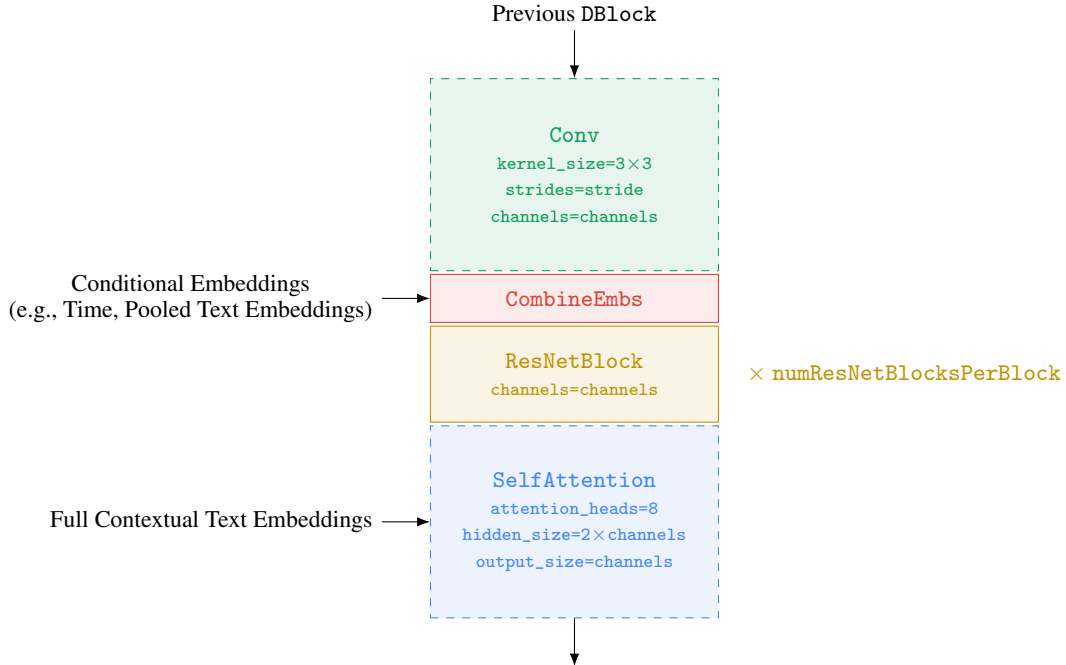 Previous DBlock
Conv
kernel_size=3×3
strides=stride
channels=channels
Conditional Embeddings
(e.g., Time, Pooled Text Embeddings)
CombineEmbs
ResNetBlock
channels=channels
× numResNetBlocksPerBlock
SelfAttention
attention_heads=8
hidden_size=2×channels
output_size=channels
Full Contextual Text Embeddings